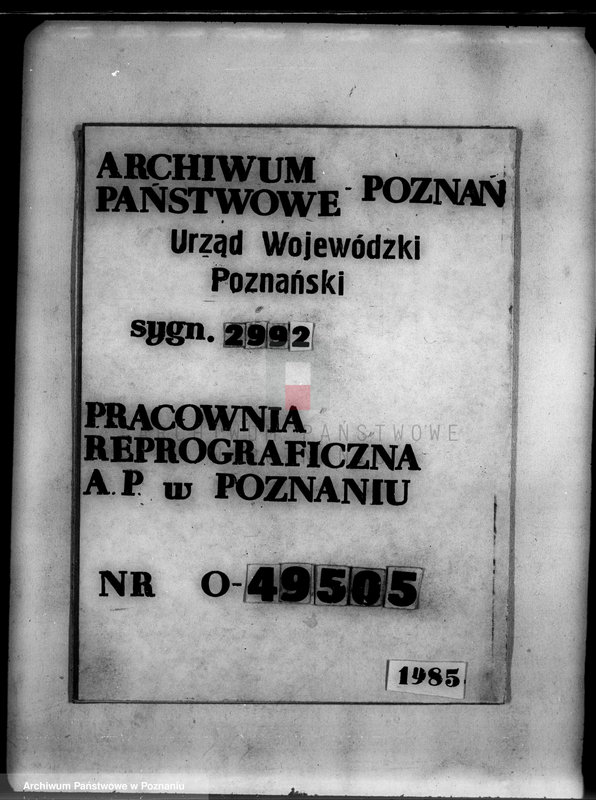 ARCHIWUM
PAŃSTWOWE - POZNAŃ
Urząd Wojewódzki
Poznański
sygn. 2992
PRACOWNIA
REPROGRAFICZNA
A.P. w POZNANIU
NR O-49505
1985
Archiwum Państwowe w Poznaniu